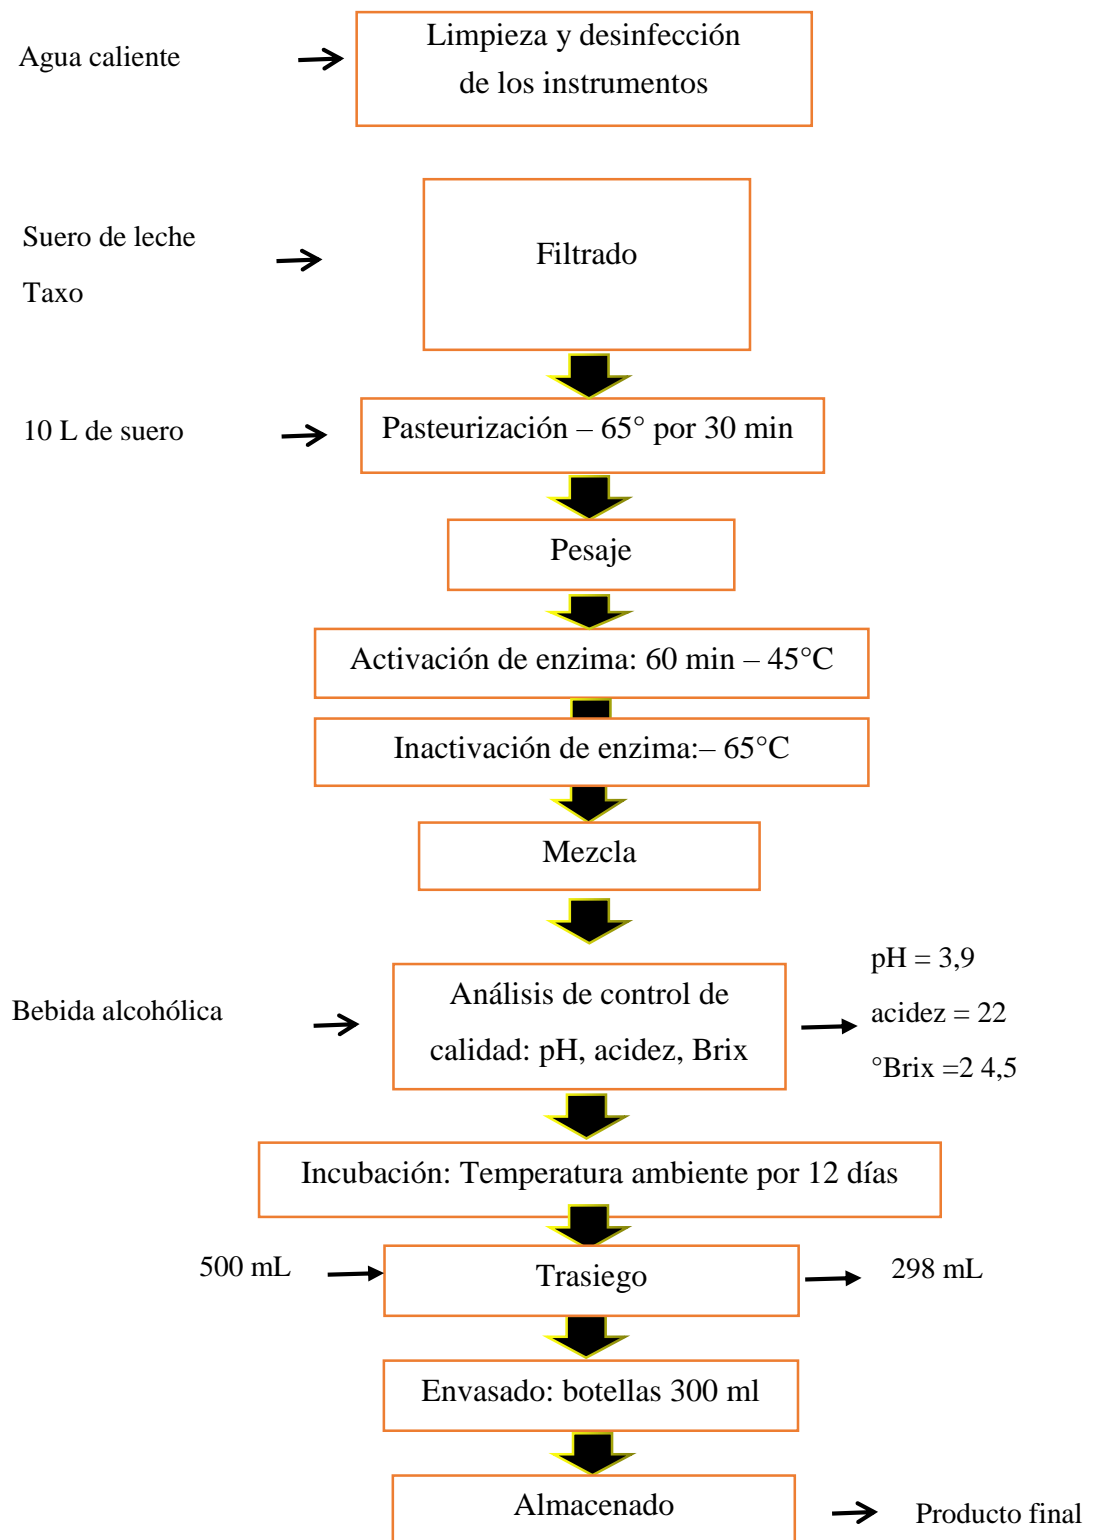 Agua caliente
Limpieza y desinfección
de los instrumentos
Suero de leche
Taxo
Filtrado
10 L de suero
Pasteurización – 65° por 30 min
Pesaje
Activación de enzima: 60 min – 45°C
Inactivación de enzima:– 65°C
Mezcla
Bebida alcohólica
Análisis de control de
calidad: pH, acidez, Brix
pH = 3,9
acidez = 22
°Brix =2 4,5
Incubación: Temperatura ambiente por 12 días
500 mL
Trasiego
298 mL
Envasado: botellas 300 ml
Almacenado
Producto final